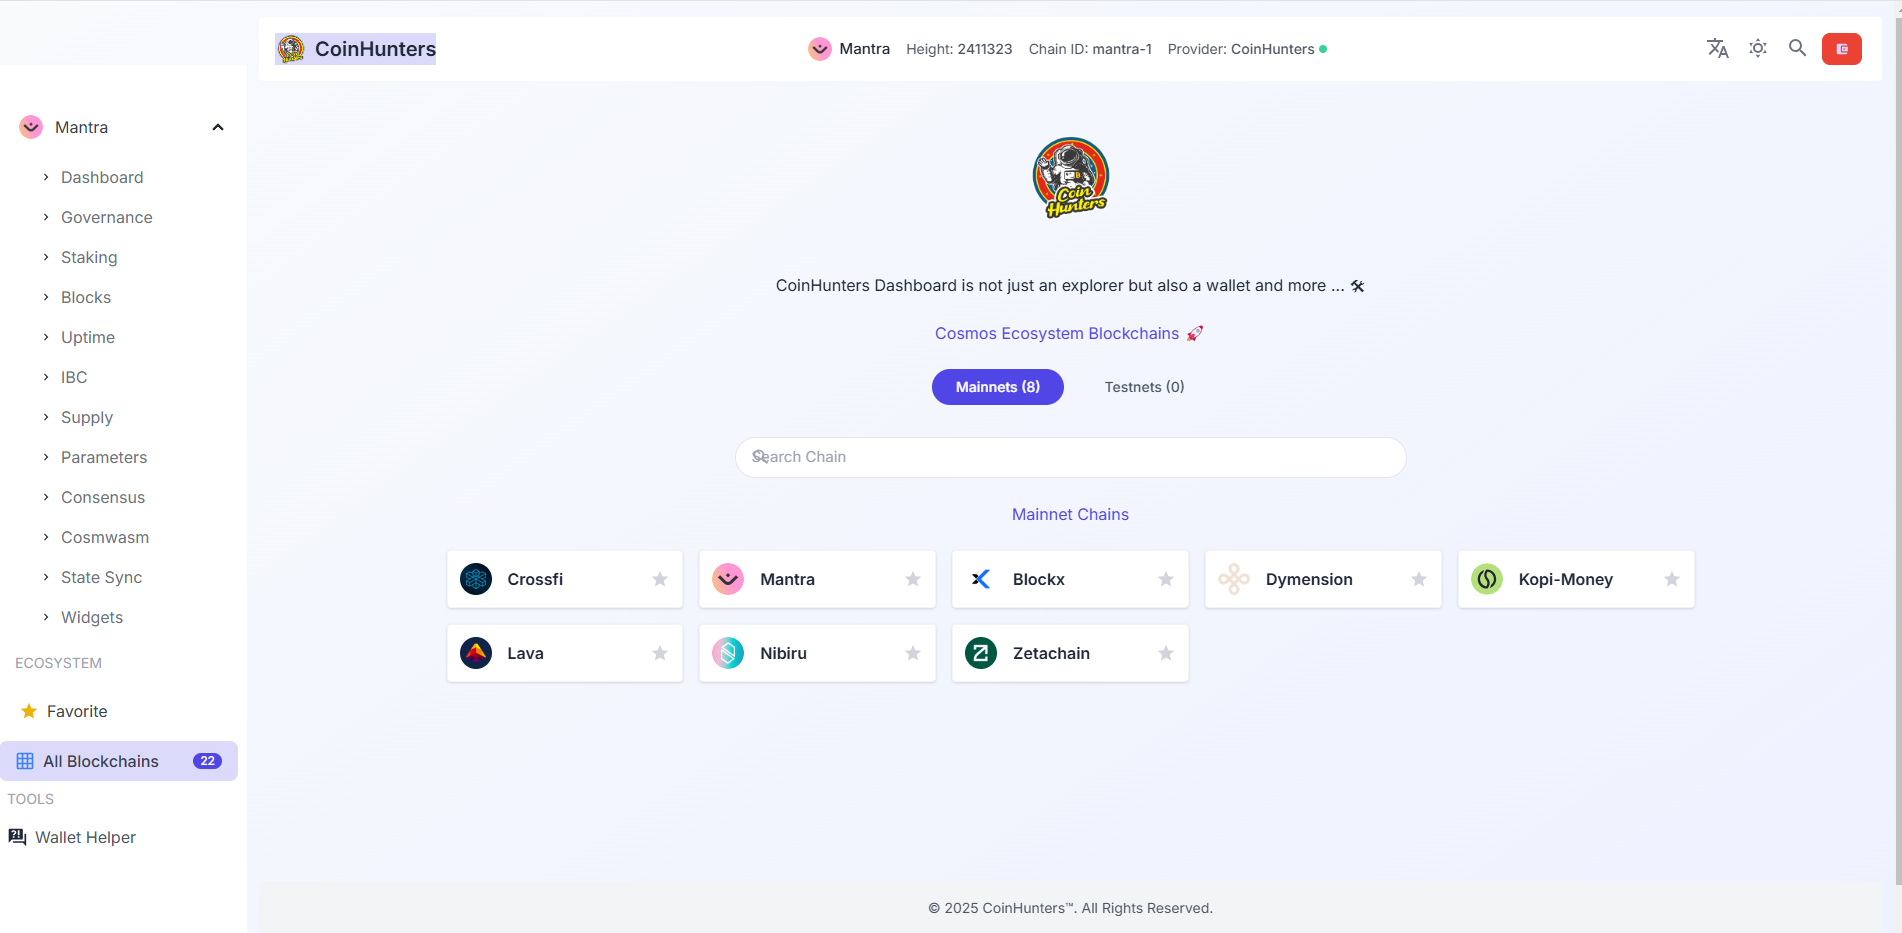 CoinHunters
Mantra Height: 2411323 Chain ID: mantra-1 Provider: CoinHunters
Mantra
Dashboard
Governance
Staking
Blocks
Uptime
IBC
Supply
Parameters
Consensus
Cosmwasm
State Sync
Widgets
ECOSYSTEM
Favorite
All Blockchains 22
TOOLS
Wallet Helper
Coin
Hunters
CoinHunters Dashboard is not just an explorer but also a wallet and more ... 🛠
Cosmos Ecosystem Blockchains 🚀
Mainnets (8) Testnets (0)
Search Chain
Mainnet Chains
Crossfi Mantra Blockx Dymension Kopi-Money
Lava Nibiru Zetachain
© 2025 CoinHunters™. All Rights Reserved.